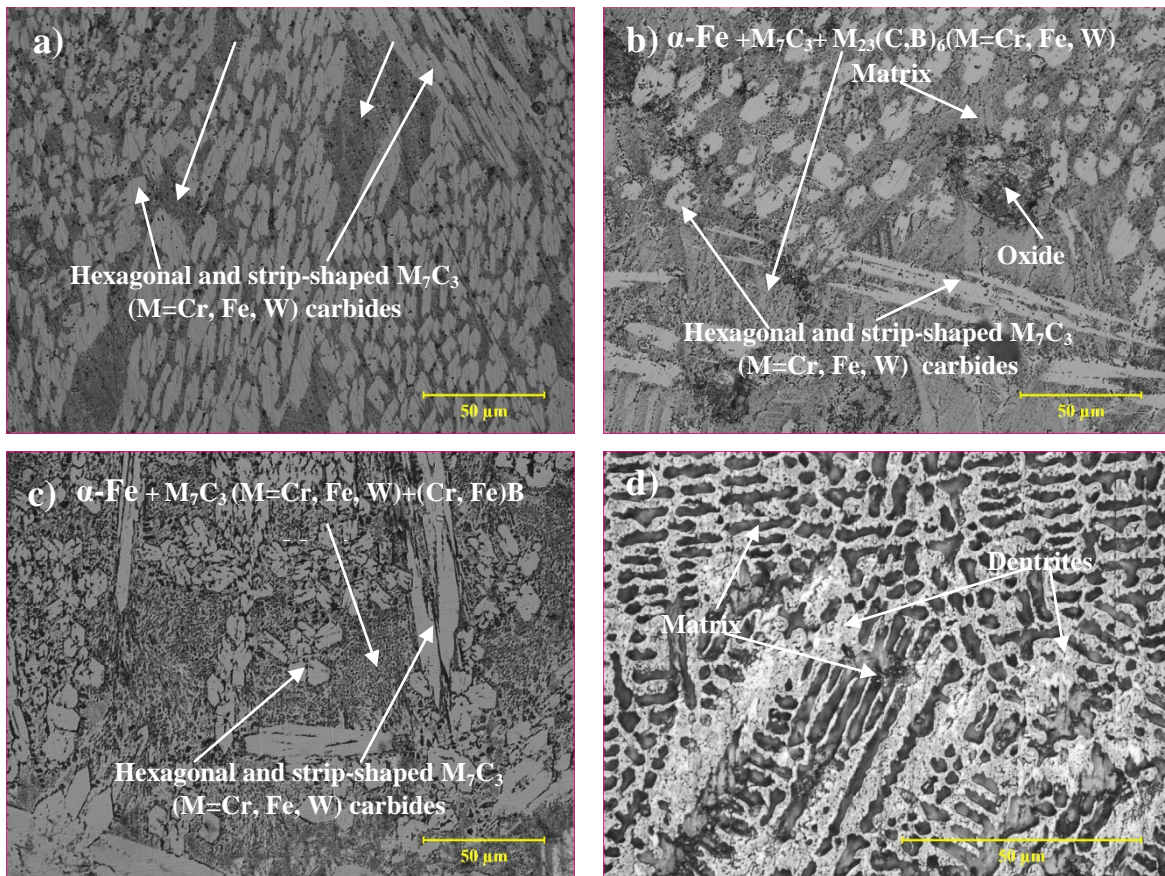 a)
Hexagonal and strip-shaped M₇C₃
(M=Cr, Fe, W) carbides
50 µm
b) α-Fe +M₇C₃+ M₂₃(C,B)₆(M=Cr, Fe, W)
Matrix
Oxide
Hexagonal and strip-shaped M₇C₃
(M=Cr, Fe, W) carbides
50 µm
c) α-Fe + M₇C₃ (M=Cr, Fe, W)+(Cr, Fe)B
Hexagonal and strip-shaped M₇C₃
(M=Cr, Fe, W) carbides
50 µm
d)
Dentrites
Matrix
50 µm